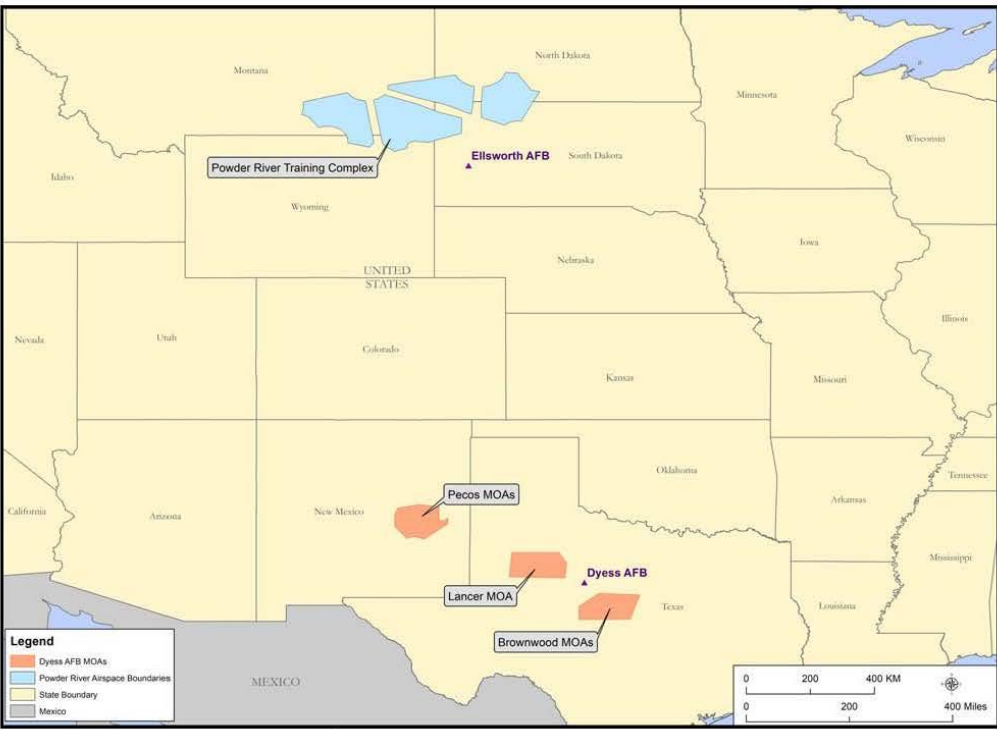 North Dakota
Montana
Minnesota
Wisconsin
Ellsworth AFB
South Dakota
Powder River Training Complex
Idaho
Wyoming
Iowa
Nebraska
UNITED
STATES
Illinois
Nevada
Utah
Colorado
Kansas
Missouri
Oklahoma
Tennessee
Pecos MOAs
Arkansas
California
Arizona
New Mexico
Mississippi
Dyess AFB
Lancer MOA
Texas
Louisiana
Brownwood MOAs
MEXICO
Legend
Dyess AFB MOAs
Powder River Airspace Boundaries
State Boundary
Mexico
0 200 400 KM
0 200 400 Miles